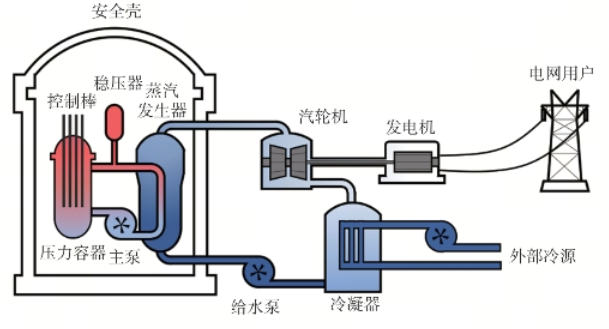 安全壳
稳压器
蒸汽
发生器
控制棒
汽轮机
发电机
电网用户
压力容器
主泵
给水泵
冷凝器
外部冷源